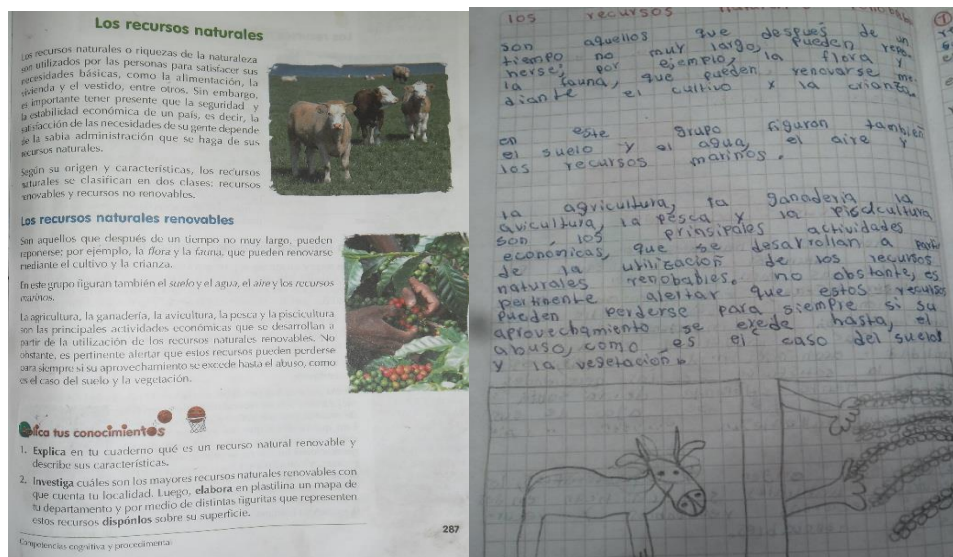 Los recursos naturales
Los recursos naturales o riquezas de la naturaleza
son utilizados por las personas para satisfacer sus
necesidades básicas, como la alimentación, la
vivienda y el vestido, entre otros. Sin embargo,
es importante tener presente que la seguridad y
la estabilidad económica de un país, es decir, la
satisfacción de las necesidades de su gente depende
de la sabia administración que se haga de sus
recursos naturales.
Según su origen y características, los recursos
naturales se clasifican en dos clases: recursos
renovables y recursos no renovables.
Los recursos naturales renovables
Son aquellos que después de un tiempo no muy largo, pueden
reponerse; por ejemplo, la flora y la fauna, que pueden renovarse
mediante el cultivo y la crianza.
En este grupo figuran también el suelo y el agua, el aire y los recursos
marinos.
La agricultura, la ganadería, la avicultura, la pesca y la piscicultura
son las principales actividades económicas que se desarrollan a
partir de la utilización de los recursos naturales renovables. No
obstante, es pertinente alertar que estos recursos pueden perderse
para siempre si su aprovechamiento se excede hasta el abuso, como
es el caso del suelo y la vegetación.
Aplica tus conocimientos
1. Explica en tu cuaderno qué es un recurso natural renovable y
describe sus características.
2. Investiga cuáles son los mayores recursos naturales renovables con
que cuenta tu localidad. Luego, elabora en plastilina un mapa de
tu departamento y por medio de distintas figuritas que representen
estos recursos dispónlos sobre su superficie.
287
Competencias cognitiva y procedimental
los recursos
son aquellos que después de un
tiempo no muy largo, pueden repo
nerse; por ejemplo, la flora y
la fauna, que pueden renovarse me
diante el cultivo y la crianza.
en este grupo figuran también
el suelo y el agua, el aire y
los recursos marinos.
la agricultura, la ganaderia la
avicultura, la pesca y la pisdcultura,
son, los prinsipales actividades
economicas, que se desarrollan a partir
de la utilisacion de los recursos
naturales renobables. no obstante, es
pertinente alertar que estos recursos
pueden perderse para siempre si su
aprovechamiento se exede hasta, el
abuso, como es el caso del suelo
y la vegetacion
1